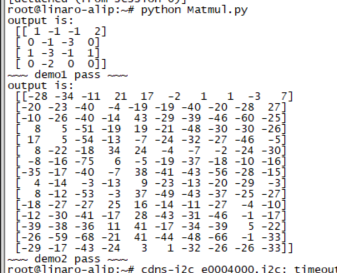 root@linaro-alip:~# python Matmul.py
output is:
[[ 1 -1 -1 2]
[ 0 -1 -3 0]
[ 1 -3 -1 1]
[ 0 -2 0 0]]
~~~ demo1 pass ~~~
output is:
[[-28 -34 -11 21 17 -2 1 1 -3 7]
[-20 -23 -40 -4 -19 -19 -40 -20 -28 27]
[-10 -26 -40 -14 43 -29 -39 -46 -60 -25]
[ 8 5 -51 -19 19 -21 -48 -30 -30 -26]
[ 17 5 -54 -13 -7 -24 -32 -27 -46 -5]
[ 8 -22 -18 34 24 -4 -7 -2 -24 -30]
[ -8 -16 -75 6 -5 -19 -37 -18 -10 -16]
[-35 -17 -40 -7 38 -41 -43 -56 -28 -15]
[ 4 -14 -3 13 9 -23 -13 -20 -29 -3]
[ 8 -12 -53 -3 37 -49 -43 -37 -25 -27]
[-18 -27 -27 25 16 -14 -11 -27 -4 -10]
[-12 -30 -41 -17 28 -43 -31 -46 -1 -17]
[-39 -38 -36 11 41 -17 -34 -39 5 -22]
[-26 -59 -68 -21 41 -44 -48 -66 -1 -33]
[-29 -17 -43 -24 3 1 -32 -26 -26 -33]]
~~~ demo2 pass ~~~
root@linaro-alip:~# cdns-i2c e0004000.i2c: timeout